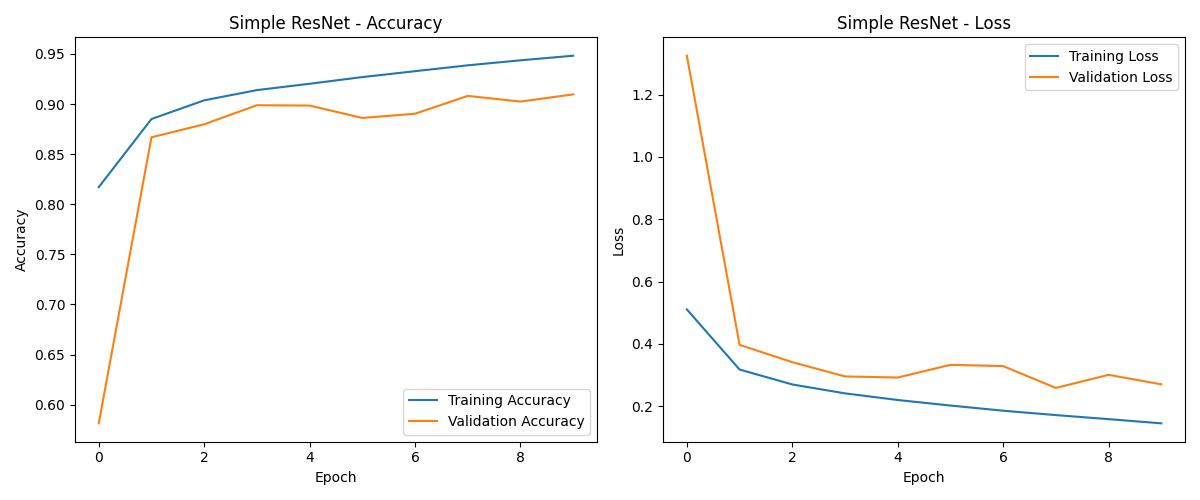 Simple ResNet - Accuracy
0.95
0.90
0.85
0.80
0.75
0.70
0.65
0.60
Accuracy
0 2 4 6 8
Epoch
Training Accuracy
Validation Accuracy
Simple ResNet - Loss
1.2
1.0
0.8
0.6
0.4
0.2
Loss
0 2 4 6 8
Epoch
Training Loss
Validation Loss